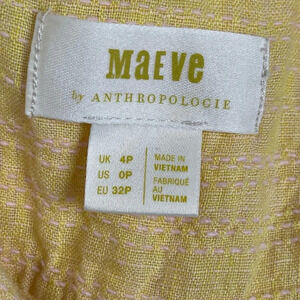 Maeve
by ANTHROPOLOGIE
UK 4P
US 0P
EU 32P
MADE IN
VIETNAM
FABRIQUÉ
AU
VIETNAM